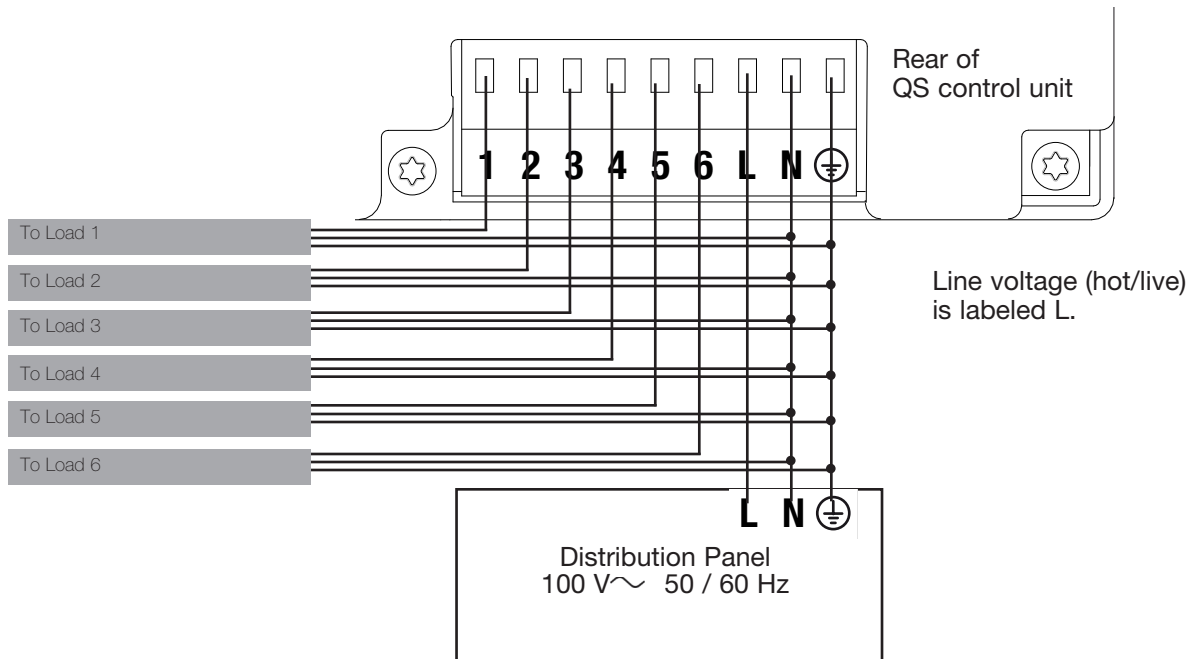 Rear of
QS control unit
1 2 3 4 5 6 L N
To Load 1
To Load 2
Line voltage (hot/live)
is labeled L.
To Load 3
To Load 4
To Load 5
To Load 6
L N
Distribution Panel
100 V～ 50 / 60 Hz